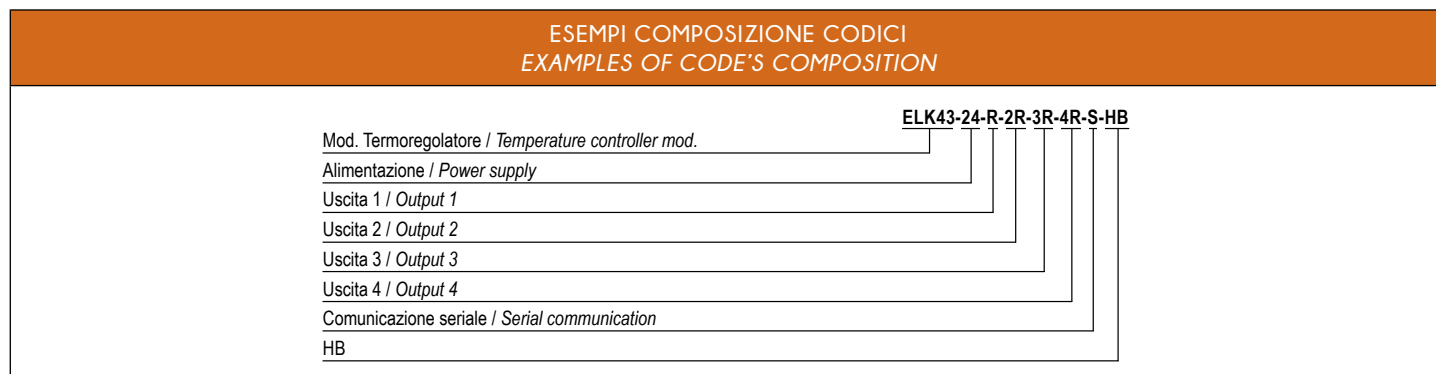 ESEMPI COMPOSIZIONE CODICI
EXAMPLES OF CODE'S COMPOSITION
ELK43-24-R-2R-3R-4R-S-HB
Mod. Termoregolatore / Temperature controller mod.
Alimentazione / Power supply
Uscita 1 / Output 1
Uscita 2 / Output 2
Uscita 3 / Output 3
Uscita 4 / Output 4
Comunicazione seriale / Serial communication
HB